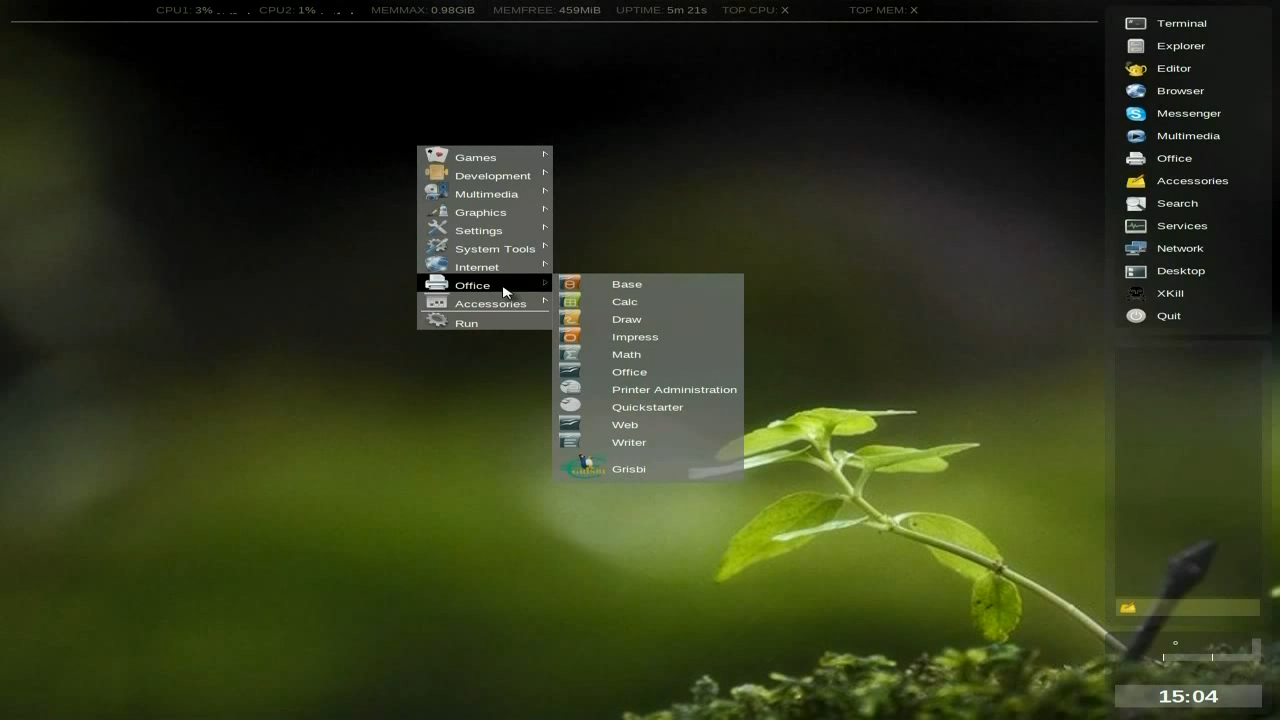 CPU1: 3% CPU2: 1% MEMMAX: 0.98GiB MEMFREE: 459MiB UPTIME: 5m 21s TOP CPU: X TOP MEM: X
Terminal
Explorer
Editor
Browser
Messenger
Multimedia
Office
Accessories
Search
Services
Network
Desktop
XKill
Quit
Games
Development
Multimedia
Graphics
Settings
System Tools
Internet
Office
Accessories
Run
Base
Calc
Draw
Impress
Math
Office
Printer Administration
Quickstarter
Web
Writer
Grisbi
15:04